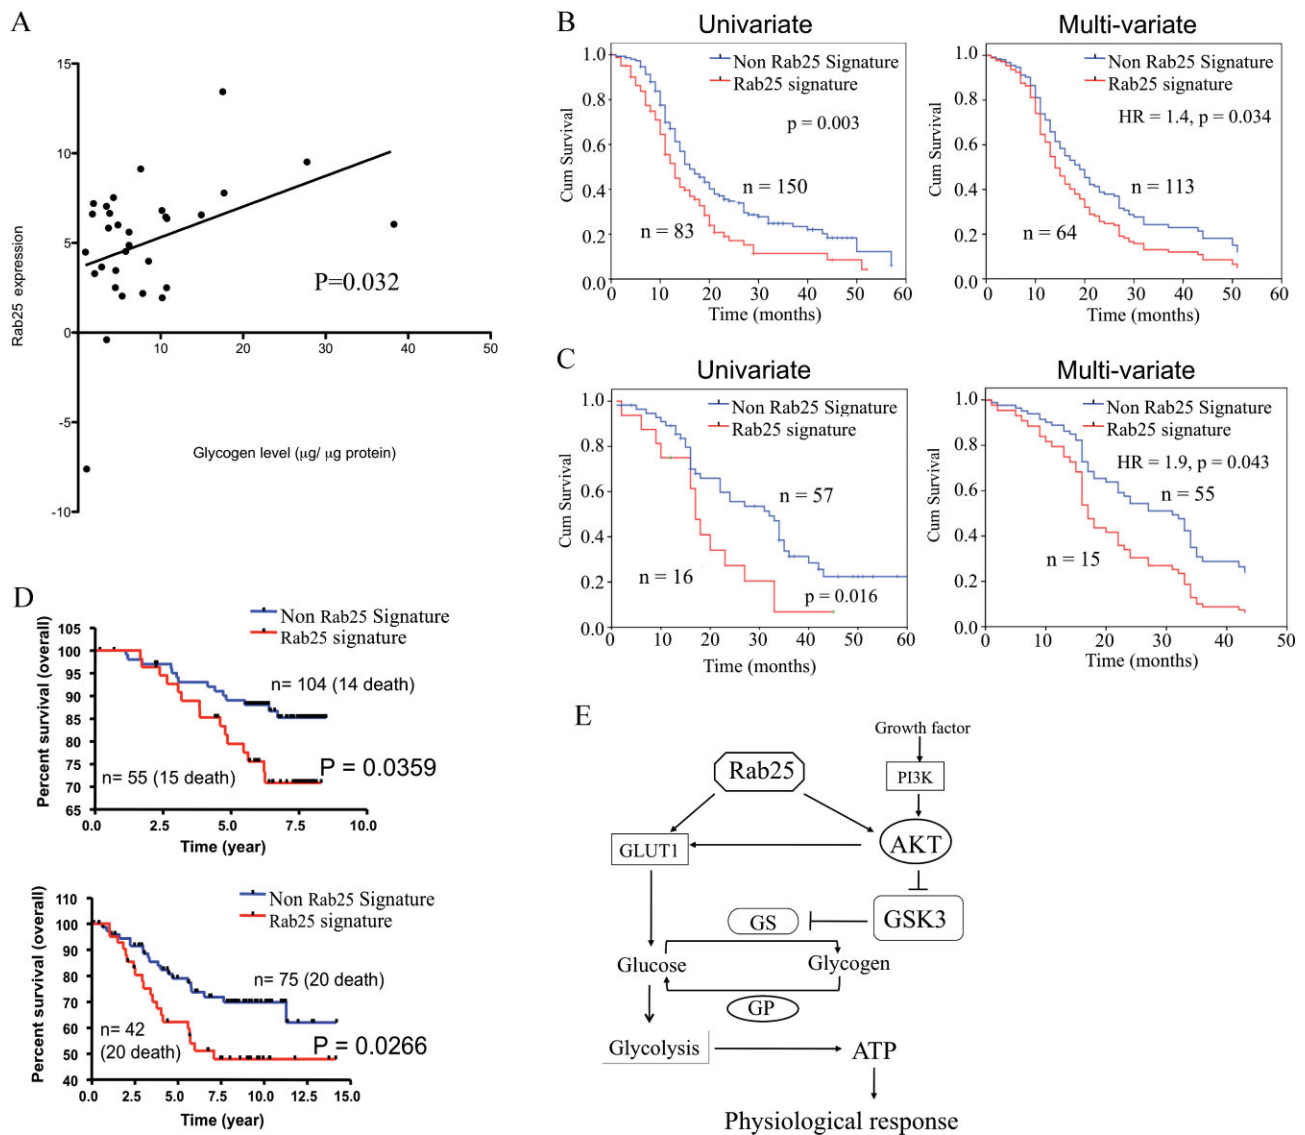 A
15
10
5
0
-5
-10
10
20
30
40
50
Rab25 expression
P=0.032
Glycogen level (µg/ µg protein)
B
Univariate
Non Rab25 Signature
Rab25 signature
p = 0.003
n = 150
n = 83
Cum Survival
1.0
0.8
0.6
0.4
0.2
0.0
0 10 20 30 40 50 60
Time (months)
Multi-variate
Non Rab25 Signature
Rab25 signature
HR = 1.4, p = 0.034
n = 113
n = 64
Cum Survival
1.0
0.8
0.6
0.4
0.2
0.0
0 10 20 30 40 50 60
Time (months)
C
Univariate
Non Rab25 Signature
Rab25 signature
n = 57
n = 16
p = 0.016
Cum Survival
1.0
0.8
0.6
0.4
0.2
0.0
0 10 20 30 40 50 60
Time (months)
Multi-variate
Non Rab25 Signature
Rab25 signature
HR = 1.9, p = 0.043
n = 55
n = 15
Cum Survival
1.0
0.8
0.6
0.4
0.2
0.0
0 10 20 30 40 50
Time (months)
D
Non Rab25 Signature
Rab25 signature
n= 104 (14 death)
n= 55 (15 death)
P = 0.0359
Percent survival (overall)
105
100
95
90
85
80
75
70
65
0.0 2.5 5.0 7.5 10.0
Time (year)
Non Rab25 Signature
Rab25 signature
n= 75 (20 death)
n= 42
(20 death)
P = 0.0266
Percent survival (overall)
110
100
90
80
70
60
50
40
0.0 2.5 5.0 7.5 10.0 12.5 15.0
Time (year)
E
Growth factor
Rab25
PI3K
GLUT1
AKT
GS
GSK3
Glucose
Glycogen
GP
Glycolysis
ATP
Physiological response